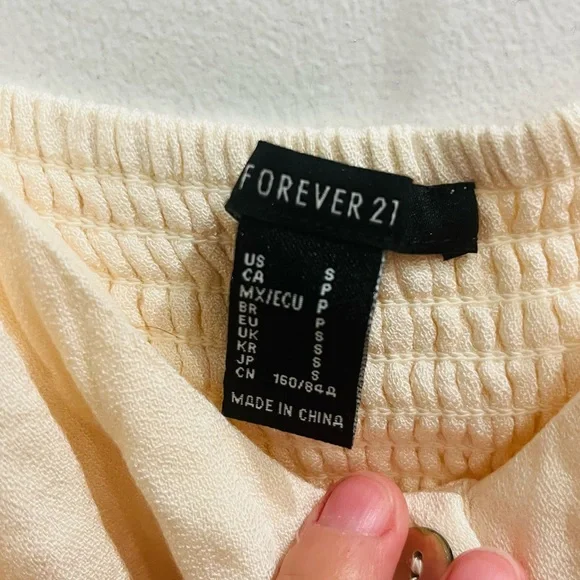 FOREVER 21
US S
CA P
MX/ECU P
BR P
EU S
UK S
KR S
JP S
CN 160/84A
MADE IN CHINA